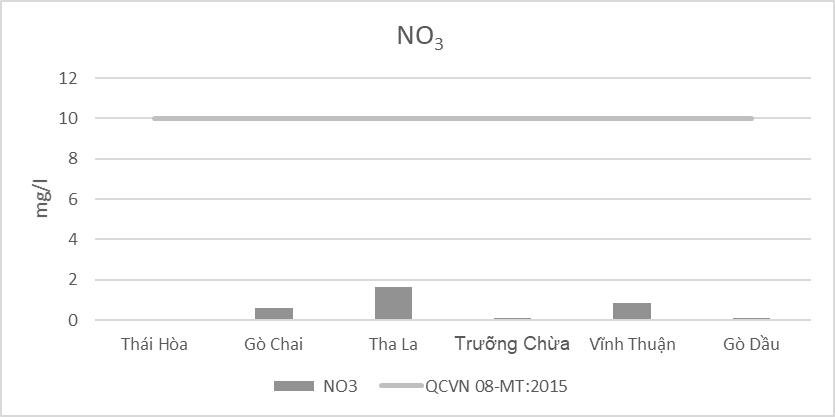 NO3
12
10
8
6
4
2
0
mg/l
Thái Hòa Gò Chai Tha La Trưỡng Chừa Vĩnh Thuận Gò Dầu
NO3 QCVN 08-MT:2015